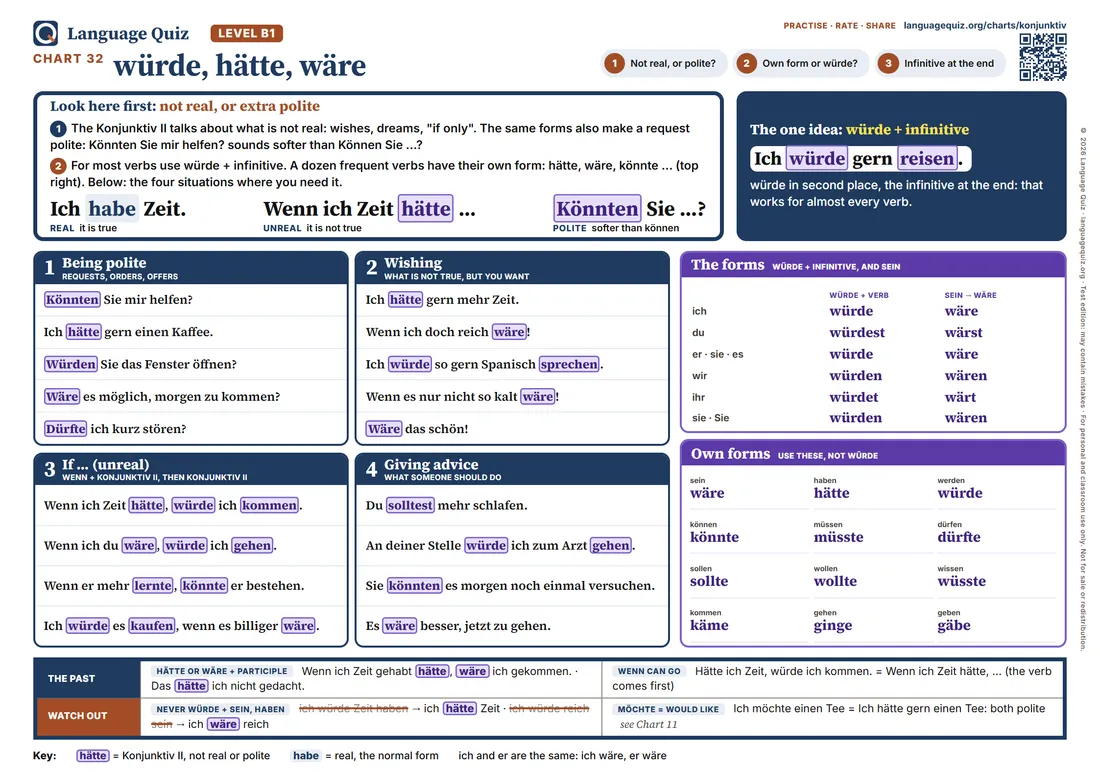 Language Quiz
LEVEL B1
PRACTISE · RATE · SHARE languagequiz.org/charts/konjunktiv
CHART 32
würde, hätte, wäre
1 Not real, or polite?
2 Own form or würde?
3 Infinitive at the end
Look here first: not real, or extra polite
1 The Konjunktiv II talks about what is not real: wishes, dreams, "if only". The same forms also make a request
polite: Könnten Sie mir helfen? sounds softer than Können Sie ...?
2 For most verbs use würde + infinitive. A dozen frequent verbs have their own form: hätte, wäre, könnte ... (top
right). Below: the four situations where you need it.
Ich habe Zeit.
REAL it is true
Wenn ich Zeit hätte ...
UNREAL it is not true
Könnten Sie ...?
POLITE softer than können
The one idea: würde + infinitive
Ich würde gern reisen.
würde in second place, the infinitive at the end: that
works for almost every verb.
1 Being polite
REQUESTS, ORDERS, OFFERS
Könnten Sie mir helfen?
Ich hätte gern einen Kaffee.
Würden Sie das Fenster öffnen?
Wäre es möglich, morgen zu kommen?
Dürfte ich kurz stören?
2 Wishing
WHAT IS NOT TRUE, BUT YOU WANT
Ich hätte gern mehr Zeit.
Wenn ich doch reich wäre!
Ich würde so gern Spanisch sprechen.
Wenn es nur nicht so kalt wäre!
Wäre das schön!
The forms WÜRDE + INFINITIVE, AND SEIN
WÜRDE + VERB SEIN → WÄRE
ich würde wäre
du würdest wärst
er · sie · es würde wäre
wir würden wären
ihr würdet wärt
sie · Sie würden wären
3 If ... (unreal)
WENN + KONJUNKTIV II, THEN KONJUNKTIV II
Wenn ich Zeit hätte, würde ich kommen.
Wenn ich du wäre, würde ich gehen.
Wenn er mehr lernte, könnte er bestehen.
Ich würde es kaufen, wenn es billiger wäre.
4 Giving advice
WHAT SOMEONE SHOULD DO
Du solltest mehr schlafen.
An deiner Stelle würde ich zum Arzt gehen.
Sie könnten es morgen noch einmal versuchen.
Es wäre besser, jetzt zu gehen.
Own forms USE THESE, NOT WÜRDE
sein haben werden
wäre hätte würde
können müssen dürfen
könnte müsste dürfte
sollen wollen wissen
sollte wollte wüsste
kommen gehen geben
käme ginge gäbe
THE PAST
HÄTTE OR WÄRE + PARTICIPLE Wenn ich Zeit gehabt hätte, wäre ich gekommen. ·
Das hätte ich nicht gedacht.
WENN CAN GO Hätte ich Zeit, würde ich kommen. = Wenn ich Zeit hätte, ... (the verb
comes first)
WATCH OUT
NEVER WÜRDE + SEIN, HABEN ich würde Zeit haben → ich hätte Zeit · ich würde reich
sein → ich wäre reich
MÖCHTE = WOULD LIKE Ich möchte einen Tee = Ich hätte gern einen Tee: both polite
see Chart 11
Key: hätte = Konjunktiv II, not real or polite habe = real, the normal form ich and er are the same: ich wäre, er wäre
© 2026 Language Quiz · languagequiz.org · Test edition: may contain mistakes · For personal and classroom use only. Not for sale or redistribution.